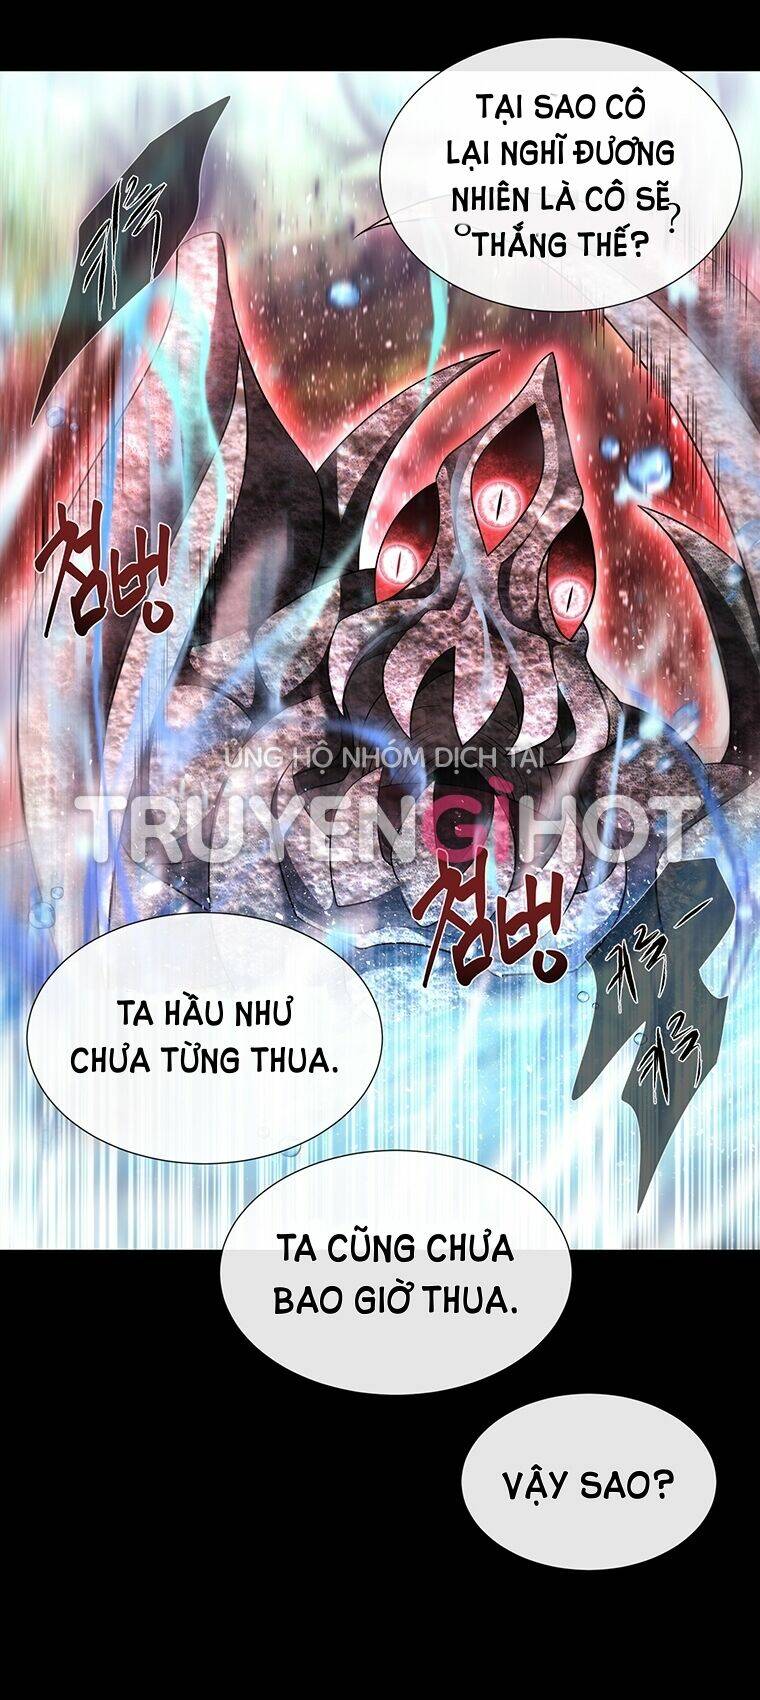 TẠI SAO CÔ
LẠI NGHĨ ĐƯƠNG
NHIÊN LÀ CÔ SẼ
THẮNG THẾ?
?
첨벙
ỦNG HỘ NHÓM DỊCH TẠI
TRUYENGIHOT
첨벙
TA HẦU NHƯ
CHƯA TỪNG THUA.
TA CŨNG CHƯA
BAO GIỜ THUA.
VẬY SAO?